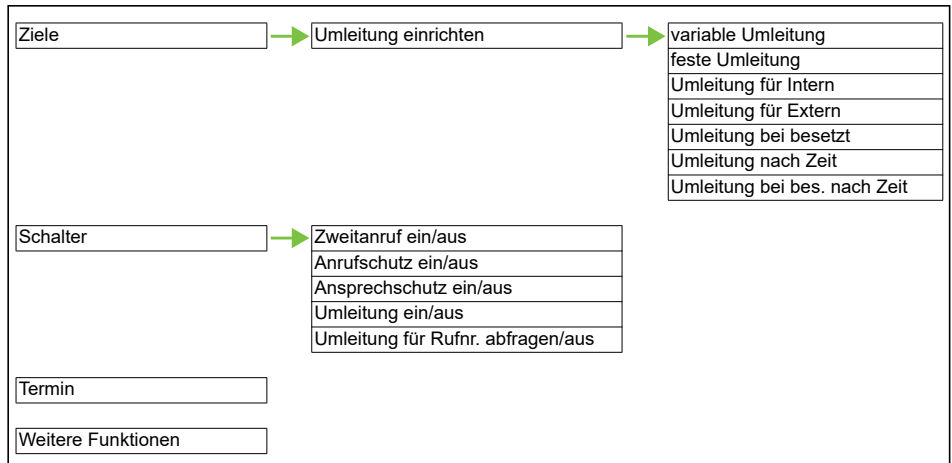 Ziele
Umleitung einrichten
variable Umleitung
feste Umleitung
Umleitung für Intern
Umleitung für Extern
Umleitung bei besetzt
Umleitung nach Zeit
Umleitung bei bes. nach Zeit
Schalter
Zweitanruf ein/aus
Anrufschutz ein/aus
Ansprechschutz ein/aus
Umleitung ein/aus
Umleitung für Rufnr. abfragen/aus
Termin
Weitere Funktionen